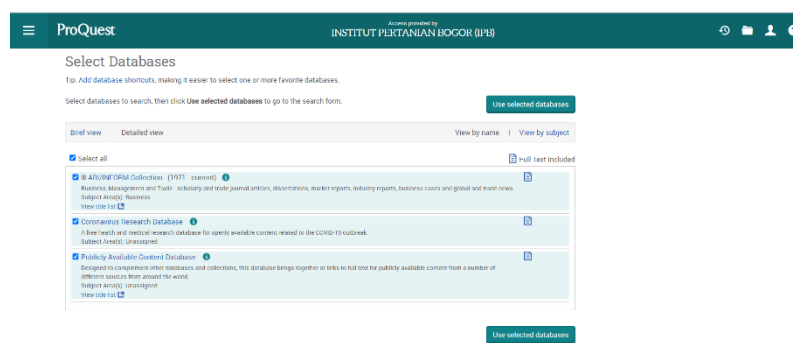 ProQuest
Access provided by
INSTITUT PERTANIAN BOGOR (IPB)
Select Databases
Tip: Add database shortcuts, making it easier to select one or more favorite databases.
Select databases to search, then click Use selected databases to go to the search form.
Use selected databases
Brief view Detailed view View by name | View by subject
Select all Full Text Included
ABI/INFORM Collection (1971 - current)
Business, Management and Trade - scholarly and trade journal articles, dissertations, market reports, industry reports, business cases and global and trade news
Subject Area(s): Business
View title list
Coronavirus Research Database
A free health and medical research database for openly available content related to the COVID-19 outbreak.
Subject Area(s): Unassigned
Publicly Available Content Database
Designed to complement other databases and collections, this database brings together or links to full text for publicly available content from a number of
different sources from around the world.
Subject Area(s): Unassigned
View title list
Use selected databases